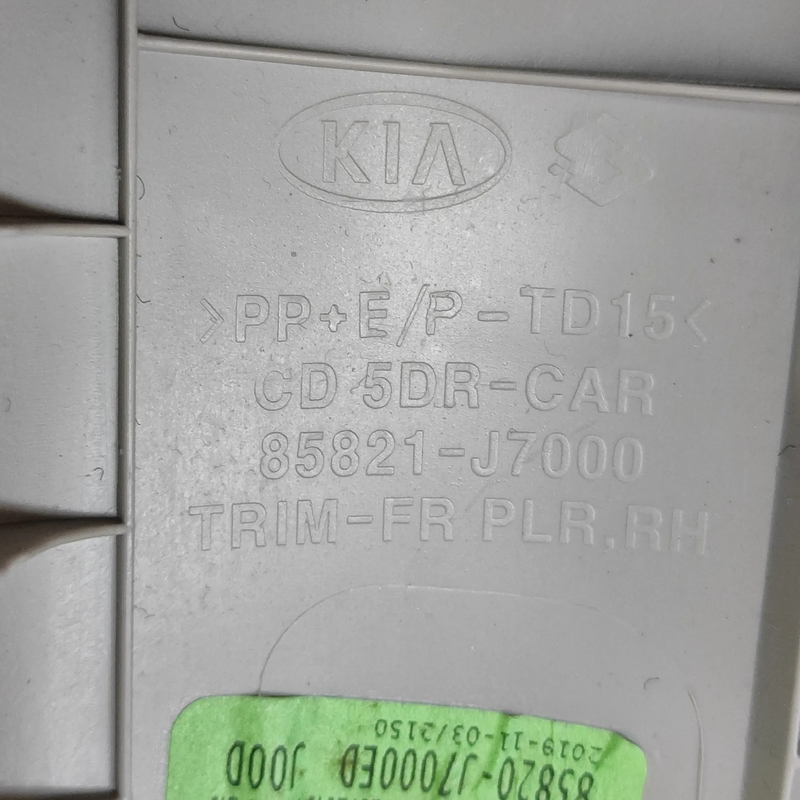 KIA
>PP+E/P-TD15<
CD 5DR-CAR
85821-J7000
TRIM-FR PLR.RH
2019-11-03/2150
85820-J7000ED J00D